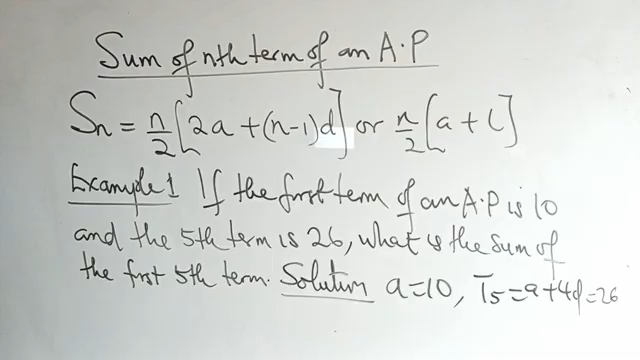 Sum of nth term of an A.P
Sn = n/2[2a + (n-1)d] or n/2[a + l]
Example 1 If the first term of an A.P is 10
and the 5th term is 26, what is the sum of
the first 5th term. Solution a=10, T5=a+4d=26